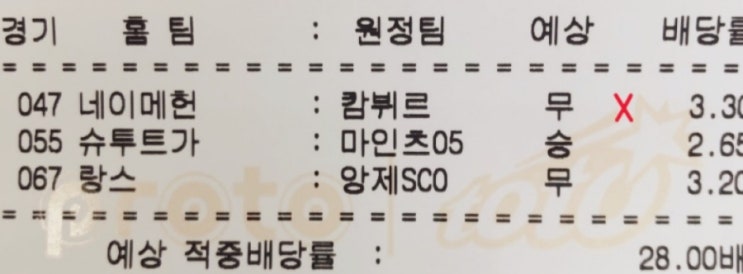 경기 홈 팀 : 원정팀 예상 배당률
= = = = = = = = = = = = = = = = = = = = = = = =
047 네이메헌 : 캄뷔르 무 X 3.30
055 슈투트가 : 마인츠05 승 2.65
067 랑스 : 앙제SCO 무 3.20
= = = = = = = = = = = = = = = = = = = = = = = =
예상 적중배당률 : 28.00배
proto toto